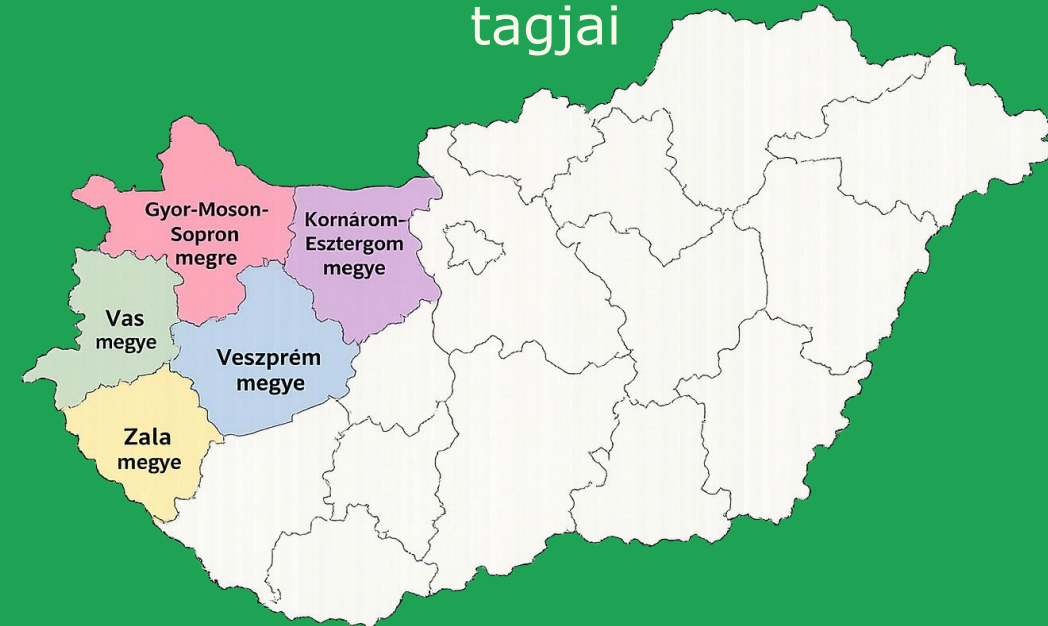 tagjai
Gyor-Moson-
Sopron
megre
Kornárom-
Esztergom
megye
Vas
megye
Veszprém
megye
Zala
megye